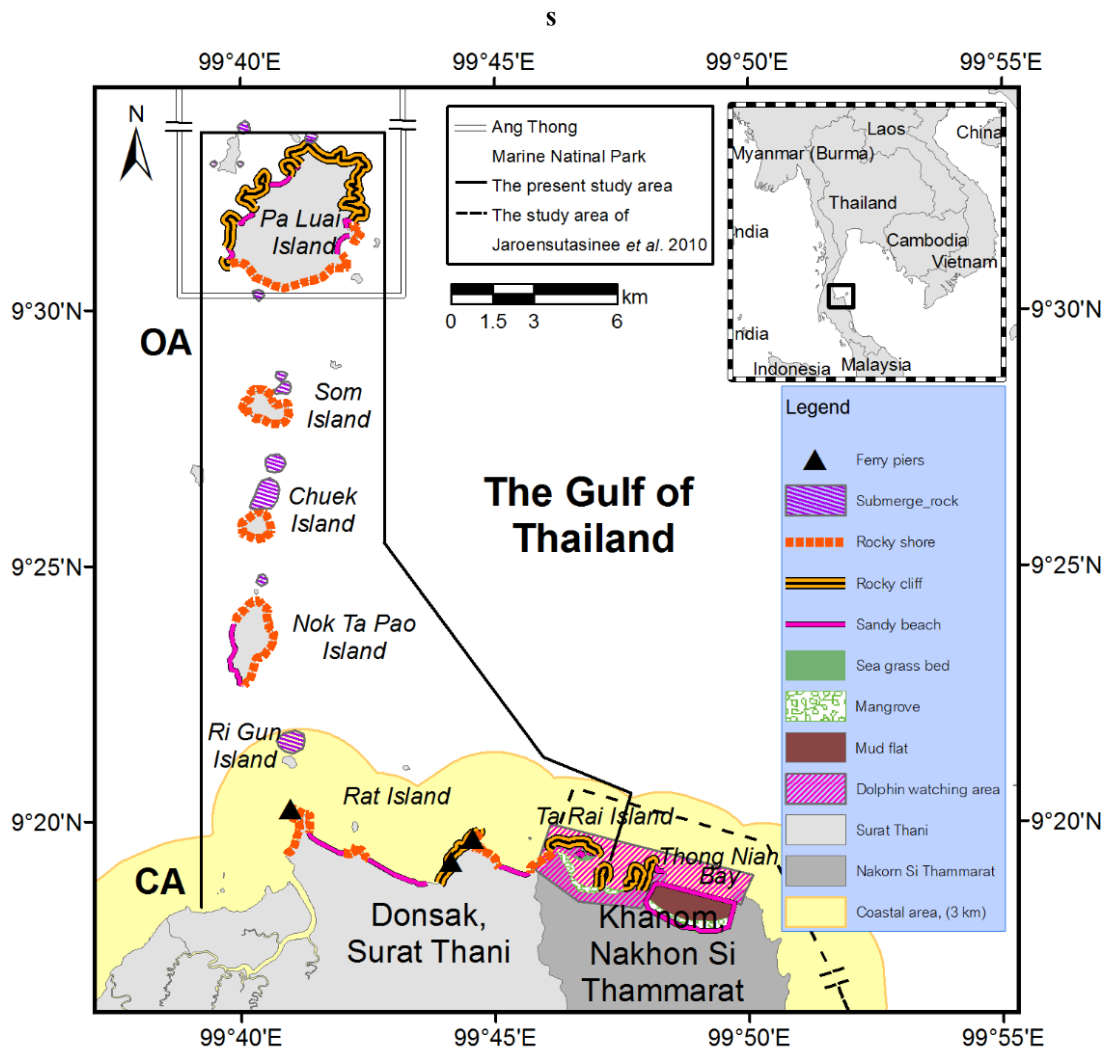 s
99°40'E
99°45'E
99°50'E
99°55'E
N
Ang Thong
Marine Natinal Park
The present study area
The study area of
Jaroensutasinee et al. 2010
0 1.5 3 6
km
Laos
China
Myanmar (Burma)
Thailand
ndia
Cambodia
Vietnam
ndia
Malaysia
Indonesia
Pa Luai
Island
9°30'N
9°30'N
OA
Som
Island
Chuek
Island
The Gulf of
Thailand
9°25'N
9°25'N
Nok Ta Pao
Island
Ri Gun
Island
Rat Island
Ta Rai Island
9°20'N
9°20'N
Thong Niah
Bay
CA
Donsak,
Surat Thani
Khanom,
Nakhon Si
Thammarat
Legend
Ferry piers
Submerge_rock
Rocky shore
Rocky cliff
Sandy beach
Sea grass bed
Mangrove
Mud flat
Dolphin watching area
Surat Thani
Nakorn Si Thammarat
Coastal area, (3 km)
99°40'E
99°45'E
99°50'E
99°55'E